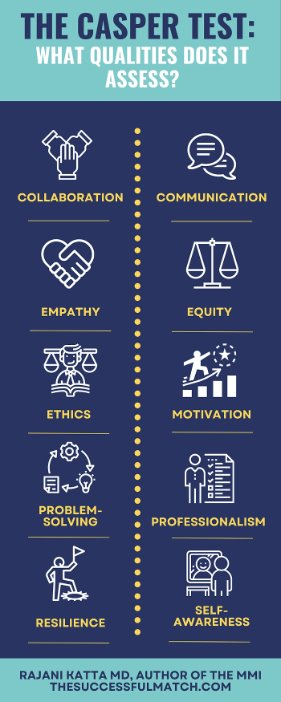 THE CASPER TEST:
WHAT QUALITIES DOES IT
ASSESS?
COLLABORATION
COMMUNICATION
EMPATHY
EQUITY
ETHICS
MOTIVATION
PROBLEM-
SOLVING
PROFESSIONALISM
RESILIENCE
SELF-
AWARENESS
RAJANI KATTA MD, AUTHOR OF THE MMI
THESUCCESSFULMATCH.COM